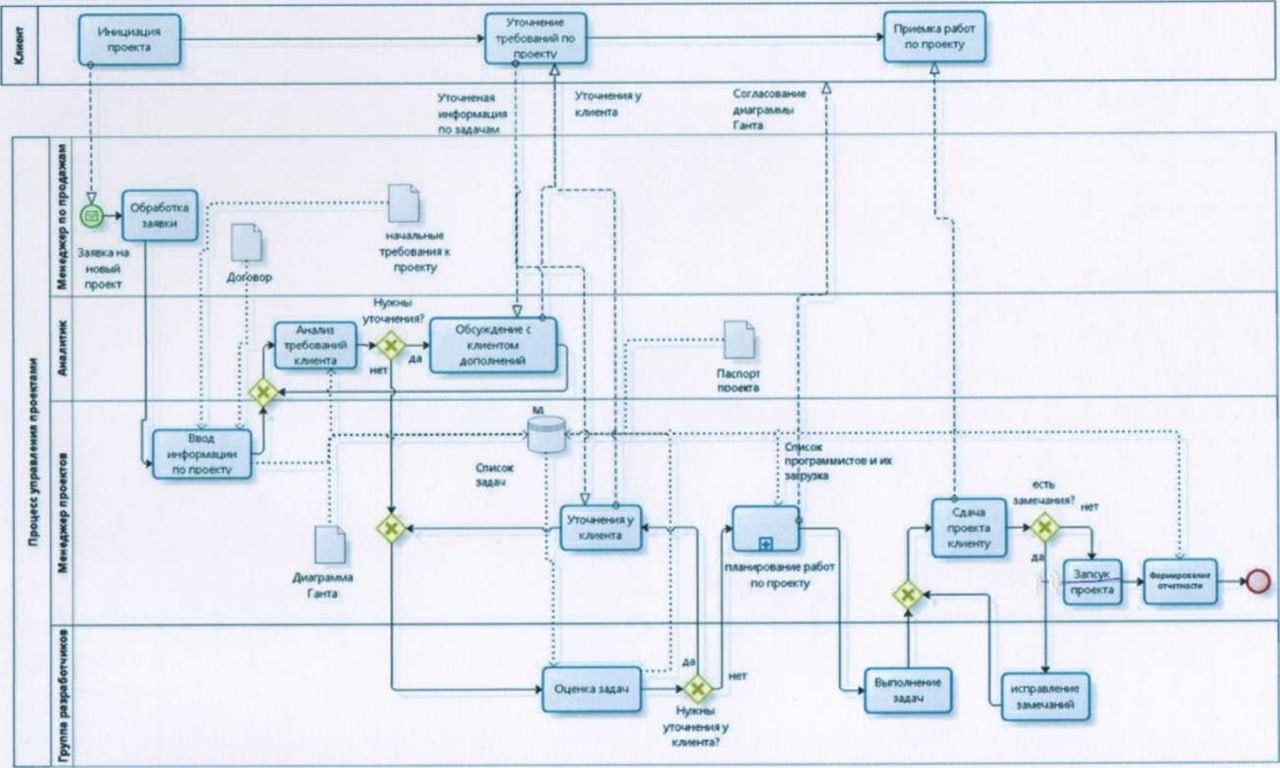 Клиент
Инициация
проекта
Уточнение
требований по
проекту
Приемка работ
по проекту
Уточненая
информация
по задачам
Уточнения у
клиента
Согласование
диаграммы
Ганта
Процесс управления проектами
Менеджер по продажам
Обработка
заявки
Заявка на
новый
проект
Договор
начальные
требования к
проекту
Аналитик
Анализ
требований
клиента
Нужны
уточнения?
да
нет
Обсуждение с
клиентом
дополнений
Паспорт
проекта
Менеджер проектов
Ввод
информации
по проекту
БД
Список
задач
Список
программистов и их
загрузка
Диаграмма
Ганта
Уточнения у
клиента
планирование работ
по проекту
Сдача
проекта
клиенту
есть
замечания?
нет
да
Запсук
проекта
Формирование
отчетности
Группа разработчиков
Оценка задач
да
нет
Нужны
уточнения у
клиента?
Выполнение
задач
исправление
замечаний